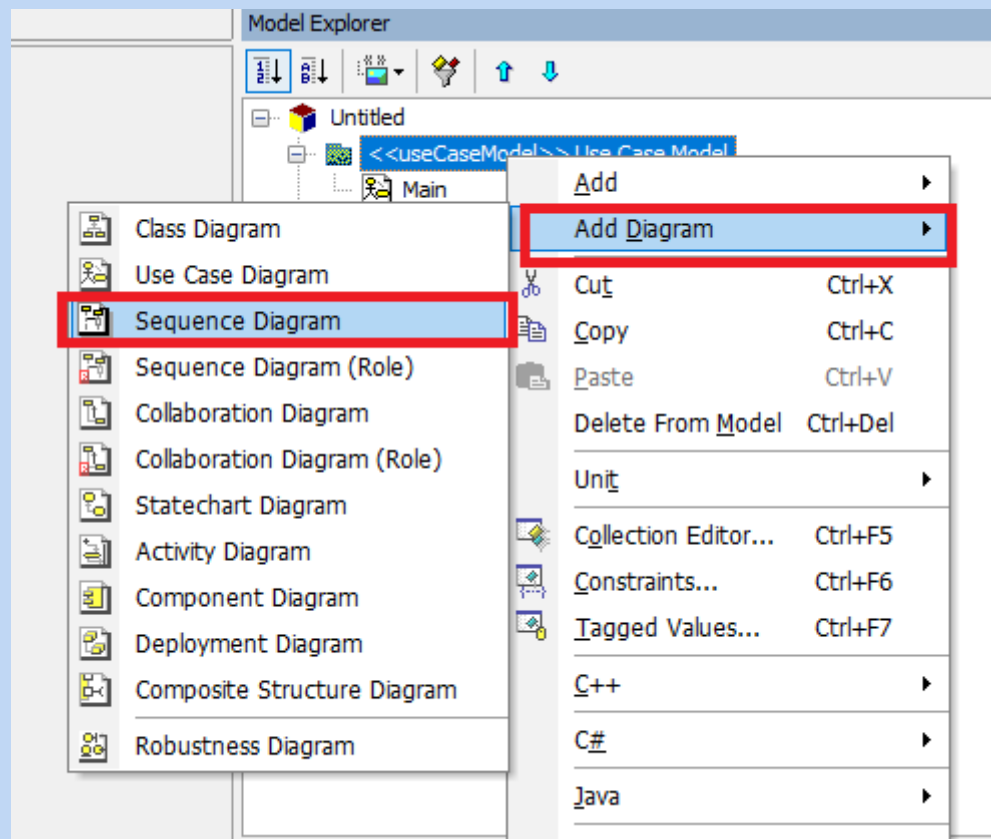 Model Explorer
Untitled
<<useCaseModel>> Use Case Model
Main
Add
Add Diagram
Cut Ctrl+X
Copy Ctrl+C
Paste Ctrl+V
Delete From Model Ctrl+Del
Unit
Collection Editor... Ctrl+F5
Constraints... Ctrl+F6
Tagged Values... Ctrl+F7
C++
C#
Java
Class Diagram
Use Case Diagram
Sequence Diagram
Sequence Diagram (Role)
Collaboration Diagram
Collaboration Diagram (Role)
Statechart Diagram
Activity Diagram
Component Diagram
Deployment Diagram
Composite Structure Diagram
Robustness Diagram